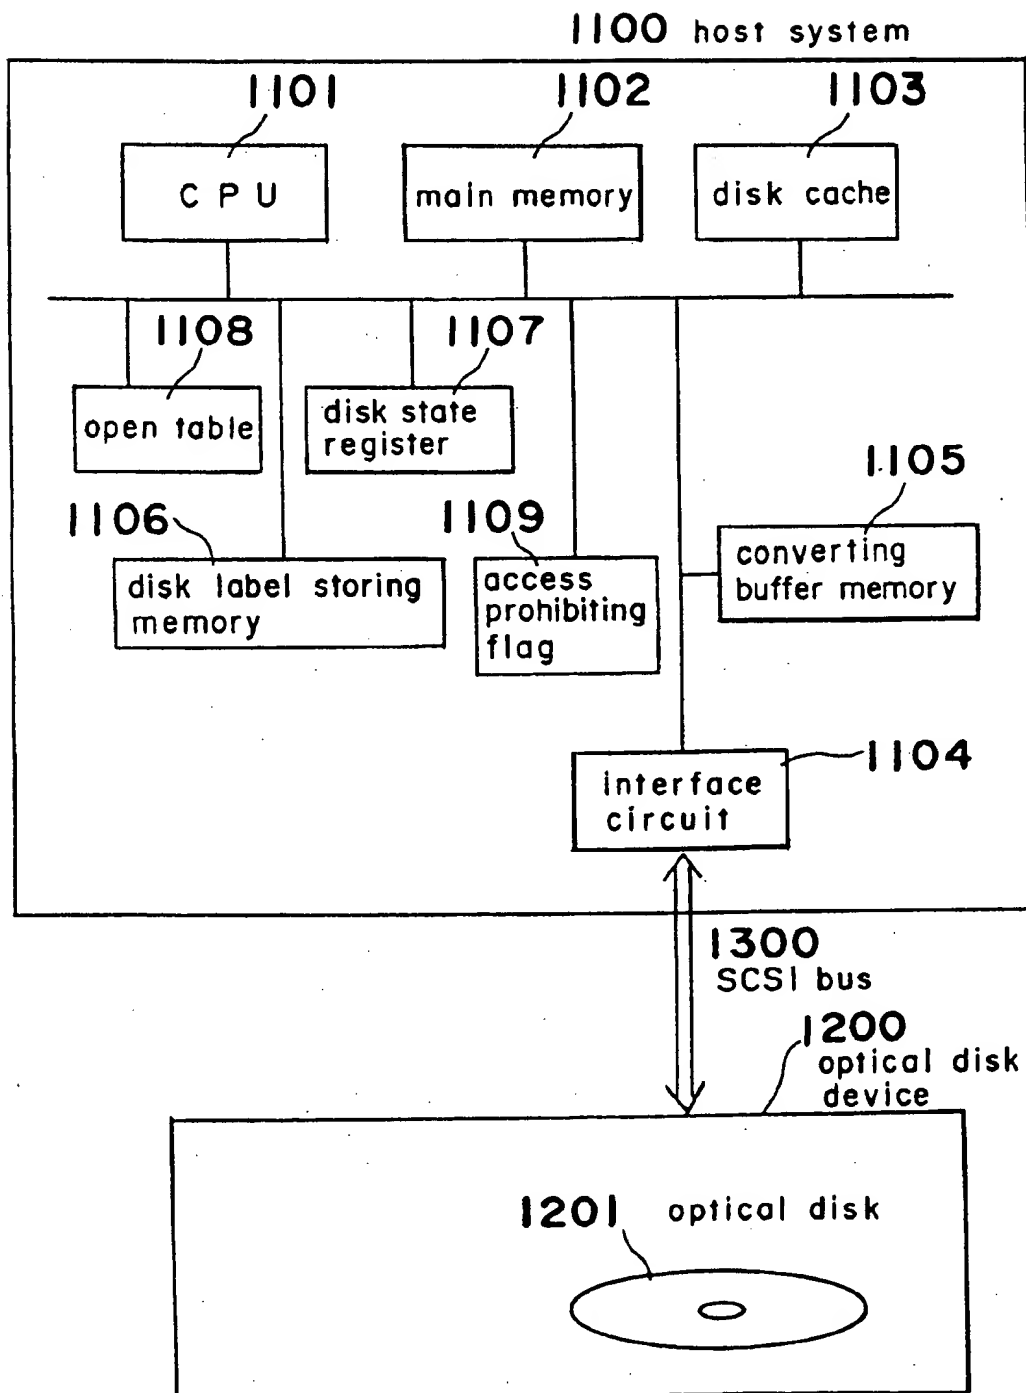 1100 host system
1101
1102
1103
CPU
main memory
disk cache
1108
1107
open table
disk state
register
1105
1106
1109
converting
buffer memory
disk label storing
memory
access
prohibiting
flag
1104
interface
circuit
1300
SCSI bus
1200
optical disk
device
1201 optical disk